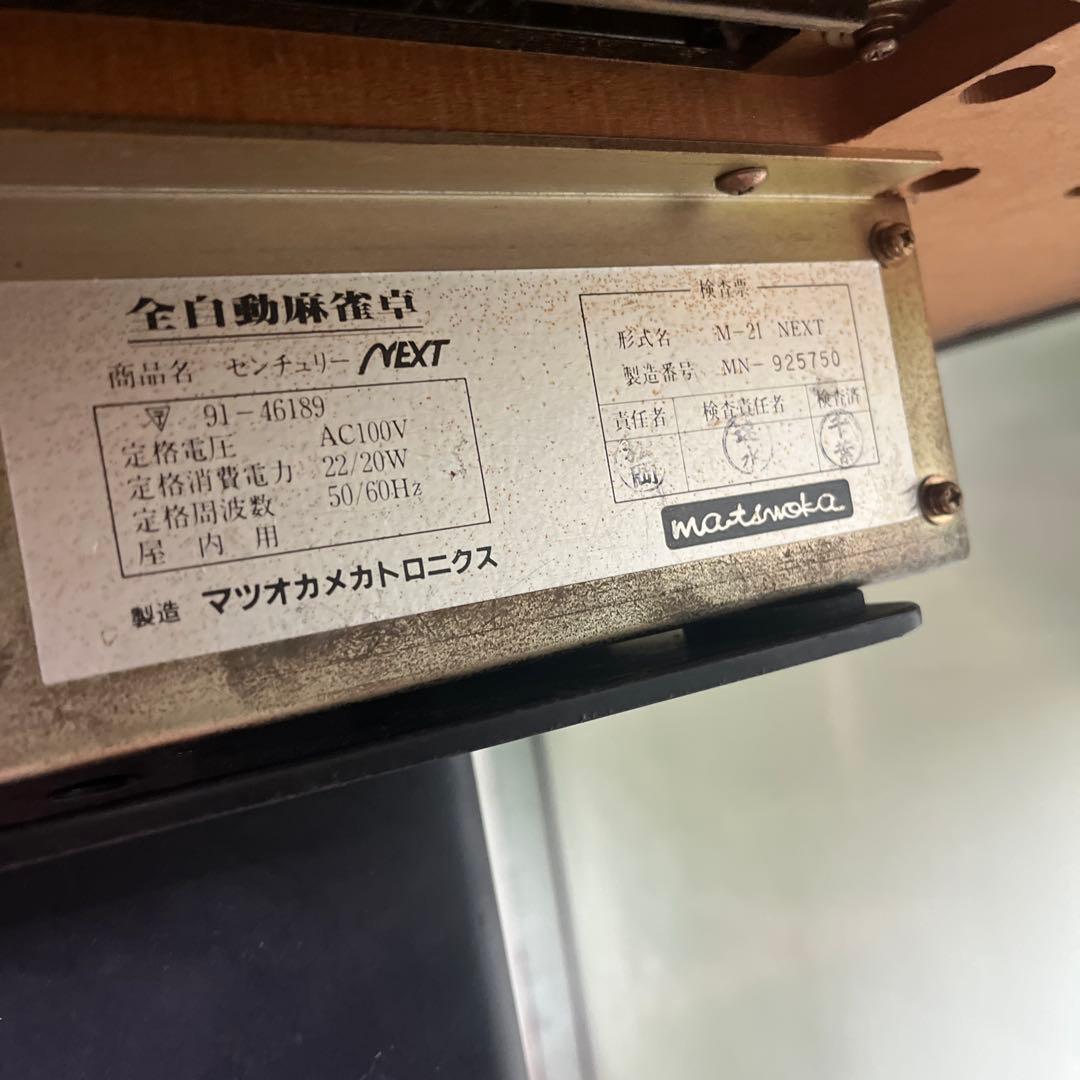 全自動麻雀卓
商品名 センチュリー NEXT
91-46189
定格電圧 AC100V
定格消費電力 22/20W
定格周波数 50/60Hz
屋内用
製造 マツオカメカトロニクス
検査票
形式名 M-21 NEXT
製造番号 MN-925750
責任者 検査責任者 検査済
千葉
matsuoka